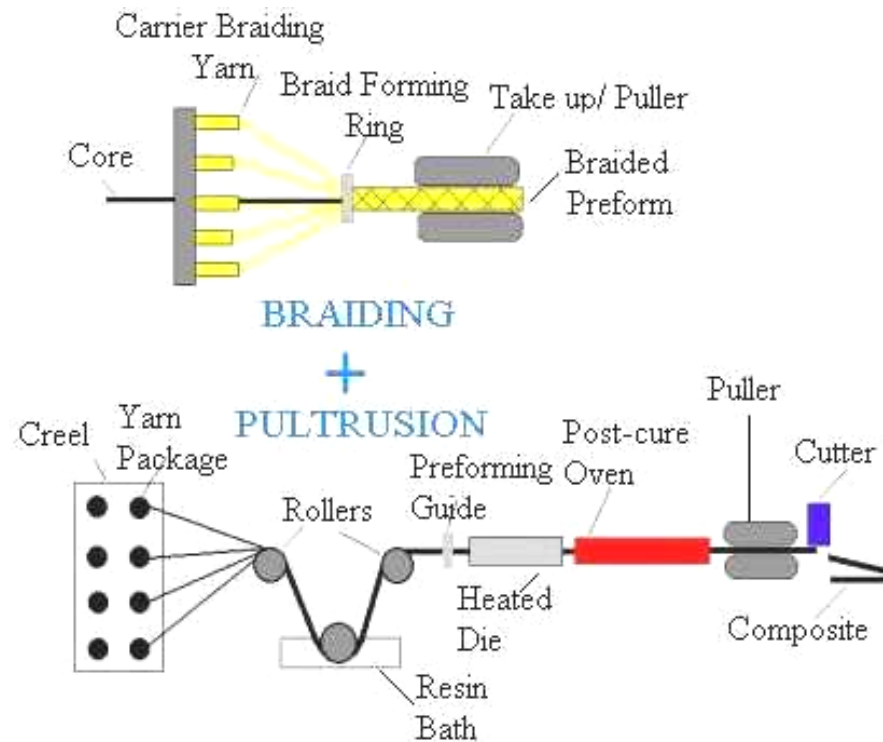 Carrier Braiding
Yarn
Braid Forming
Ring
Take up/ Puller
Core
Braided
Preform
BRAIDING
+
PULTRUSION
Creel
Yarn
Package
Rollers
Preforming
Guide
Post-cure
Oven
Puller
Cutter
Heated
Die
Composite
Resin
Bath